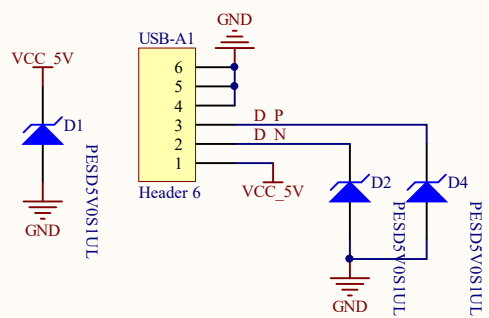 GND
USB-A1
VCC_5V
6
5
4
3
2
1
D_P
D_N
D1
PESD5V0S1UL
GND
Header 6
VCC_5V
D2
PESD5V0S1UL
D4
PESD5V0S1UL
GND